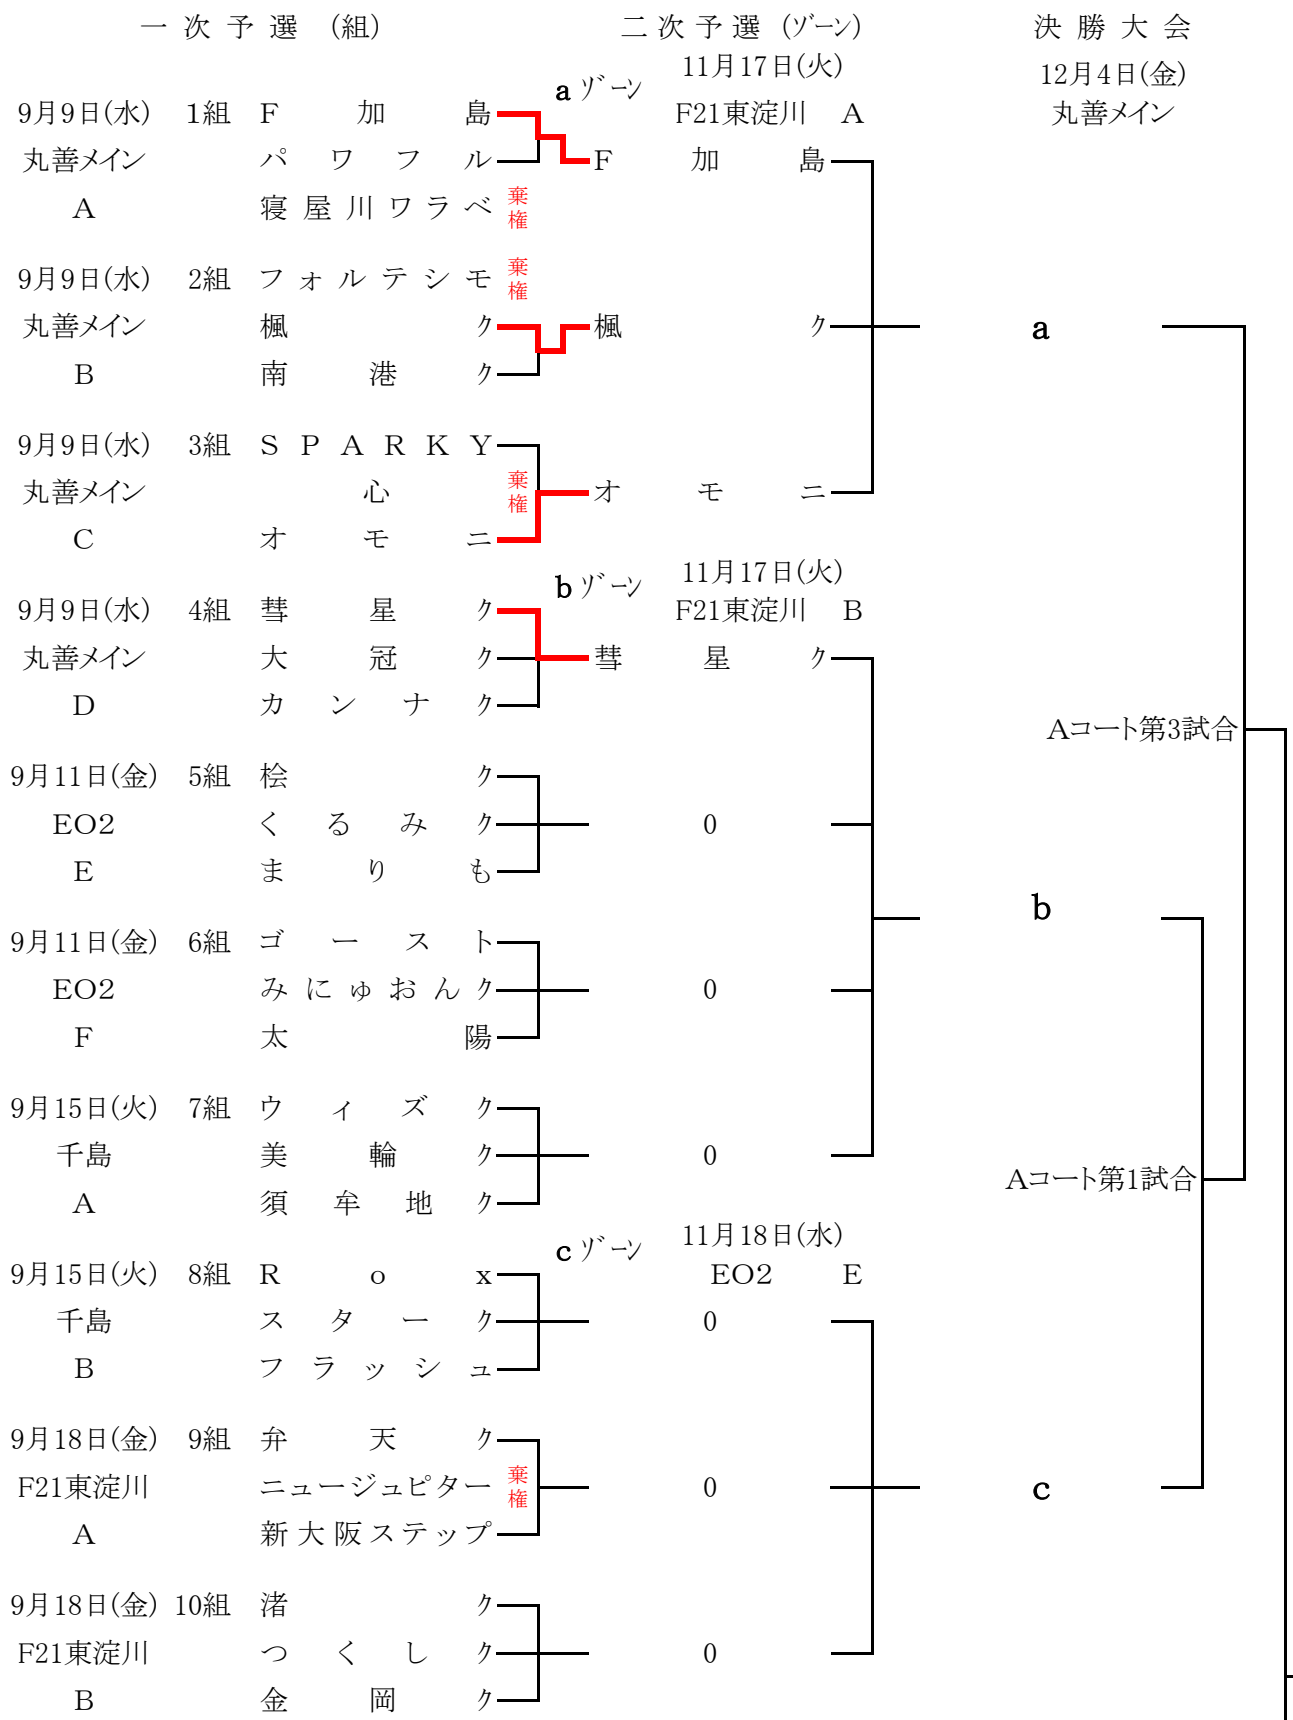 一次予選 (組) 二次予選 (ゾーン) 決勝大会
aゾーン 11月17日(火) 12月4日(金)
9月9日(水) 1組 F加島 F21東淀川 A 丸善メイン
丸善メイン パワフル F加島
A 寝屋川ワラベ 棄権
9月9日(水) 2組 フォルテシモ 棄権
丸善メイン 楓ク 楓ク a
B 南港ク
9月9日(水) 3組 SPARKY
丸善メイン 心 棄権 オモニ
C オモニ
bゾーン 11月17日(火)
9月9日(水) 4組 彗星ク F21東淀川 B
丸善メイン 大冠ク 彗星ク
D カンナク
Aコート第3試合
9月11日(金) 5組 桧ク
EO2 くるみク 0
E まりも
b
9月11日(金) 6組 ゴースト
EO2 みにゅおんク 0
F 太陽
9月15日(火) 7組 ウィズク
千島 美輪ク 0
A 須牟地ク Aコート第1試合
cゾーン 11月18日(水)
9月15日(火) 8組 Rox EO2 E
千島 スターク 0
B フラッシュ
9月18日(金) 9組 弁天ク
F21東淀川 ニュージュピター 棄権 0 c
A 新大阪ステップ
9月18日(金) 10組 渚ク
F21東淀川 つくしク 0
B 金岡ク